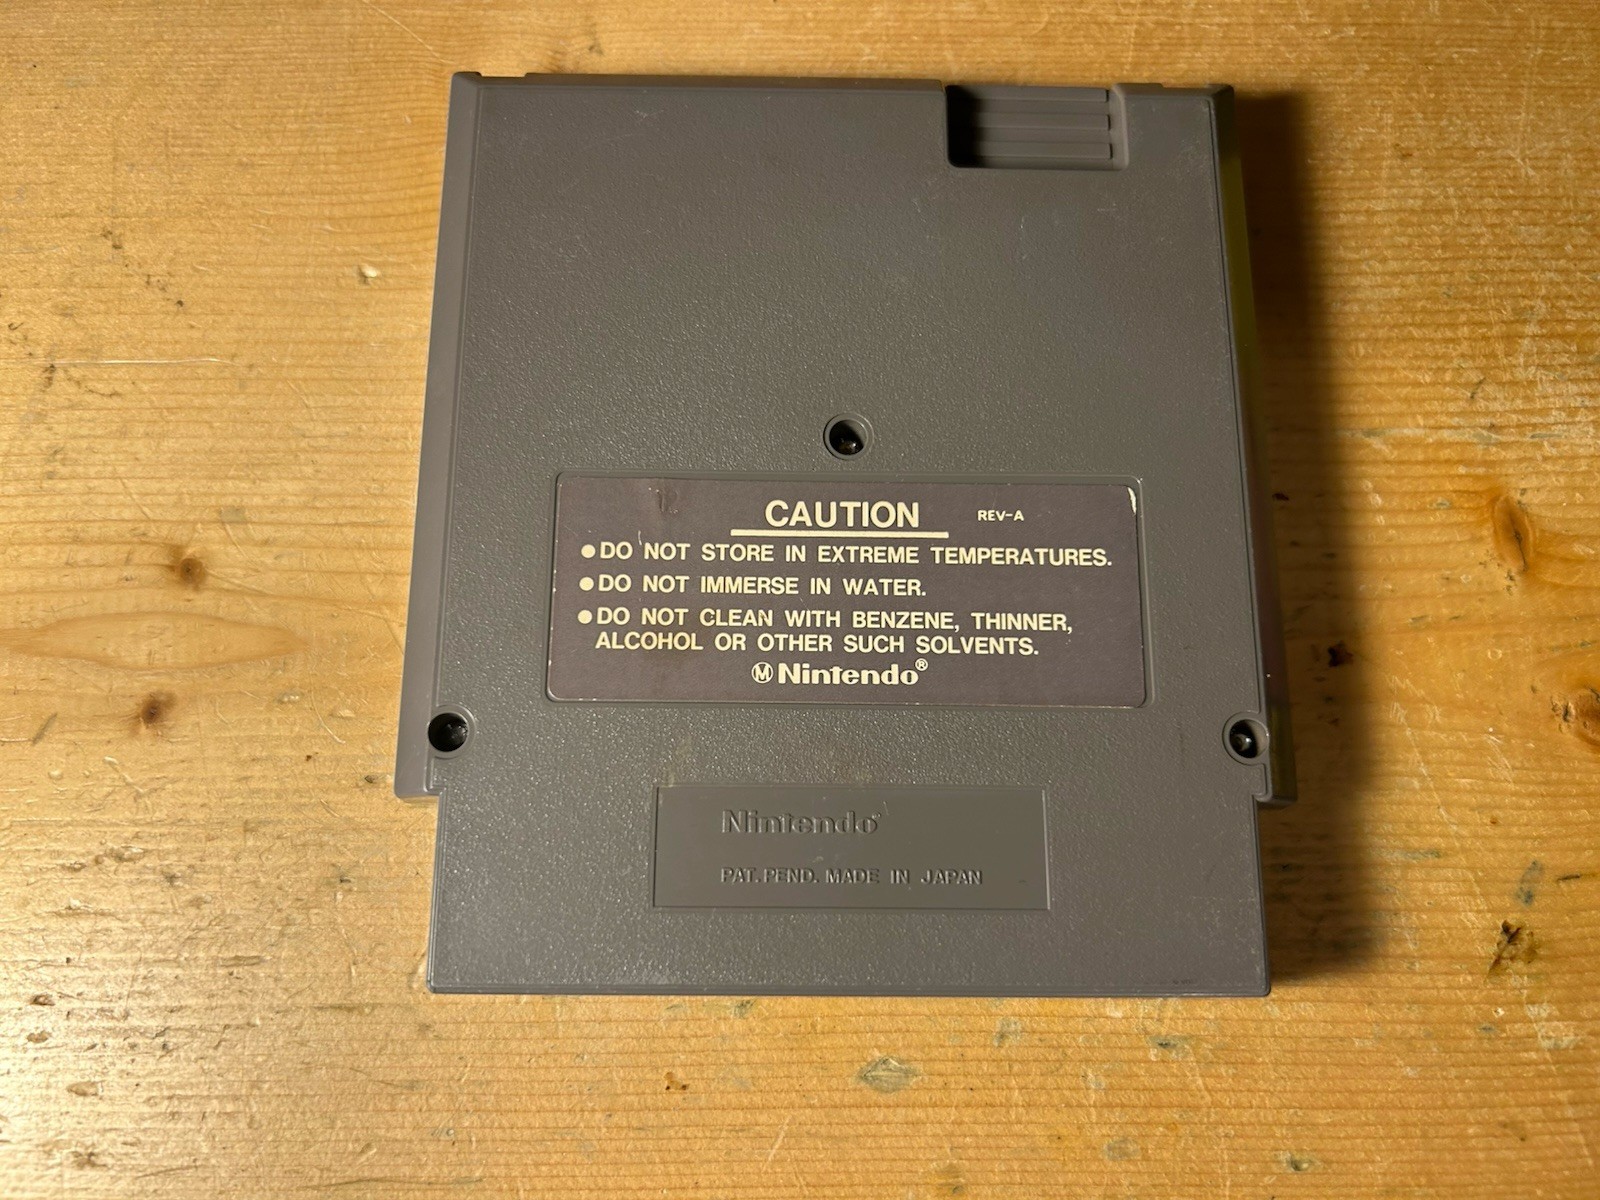 CAUTION REV-A
●DO NOT STORE IN EXTREME TEMPERATURES.
●DO NOT IMMERSE IN WATER.
●DO NOT CLEAN WITH BENZENE, THINNER,
ALCOHOL OR OTHER SUCH SOLVENTS.
Ⓜ Nintendo®
Nintendo
PAT. PEND. MADE IN JAPAN